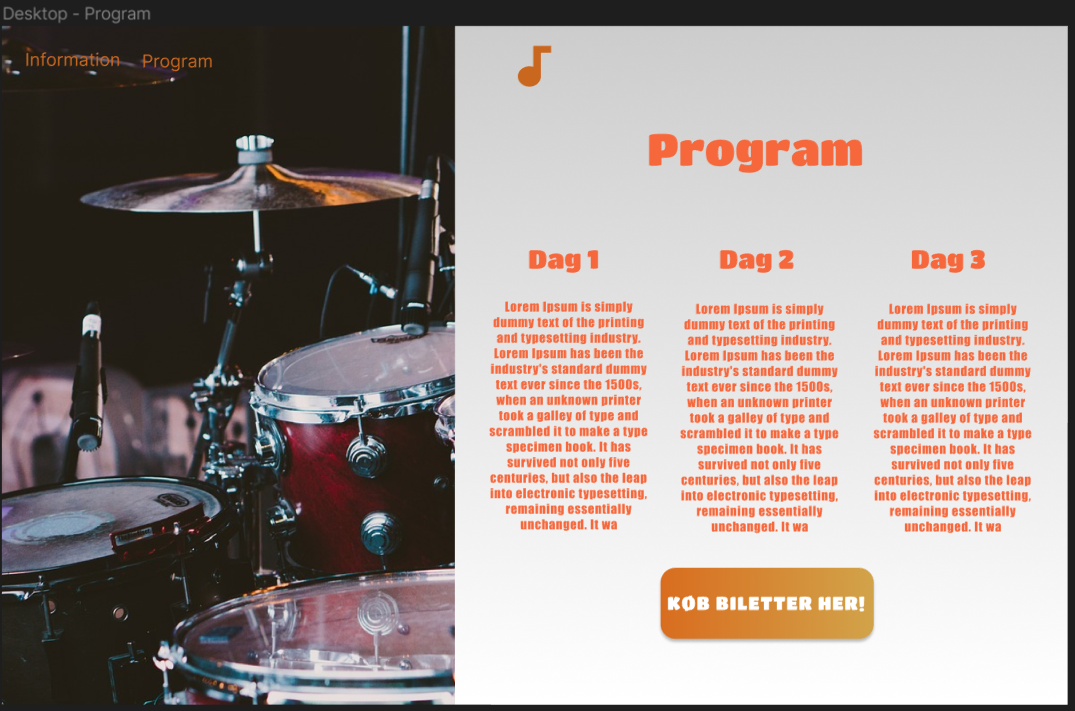 Desktop - Program
Information Program
Program
Dag 1
Lorem Ipsum is simply
dummy text of the printing
and typesetting industry.
Lorem Ipsum has been the
industry's standard dummy
text ever since the 1500s,
when an unknown printer
took a galley of type and
scrambled it to make a type
specimen book. It has
survived not only five
centuries, but also the leap
into electronic typesetting,
remaining essentially
unchanged. It wa
Dag 2
Lorem Ipsum is simply
dummy text of the printing
and typesetting industry.
Lorem Ipsum has been the
industry's standard dummy
text ever since the 1500s,
when an unknown printer
took a galley of type and
scrambled it to make a type
specimen book. It has
survived not only five
centuries, but also the leap
into electronic typesetting,
remaining essentially
unchanged. It wa
Dag 3
Lorem Ipsum is simply
dummy text of the printing
and typesetting industry.
Lorem Ipsum has been the
industry's standard dummy
text ever since the 1500s,
when an unknown printer
took a galley of type and
scrambled it to make a type
specimen book. It has
survived not only five
centuries, but also the leap
into electronic typesetting,
remaining essentially
unchanged. It wa
KØB BILETTER HER!